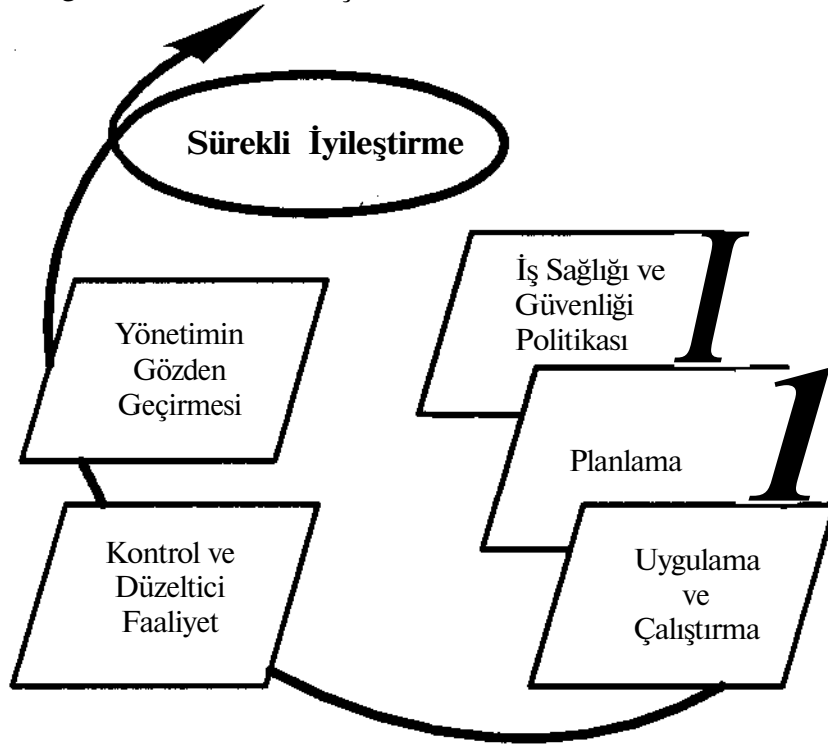 Sürekli İyileştirme
İş Sağlığı ve
Güvenliği
Politikası
Planlama
Uygulama
ve
Çalıştırma
Kontrol ve
Düzeltici
Faaliyet
Yönetimin
Gözden
Geçirmesi